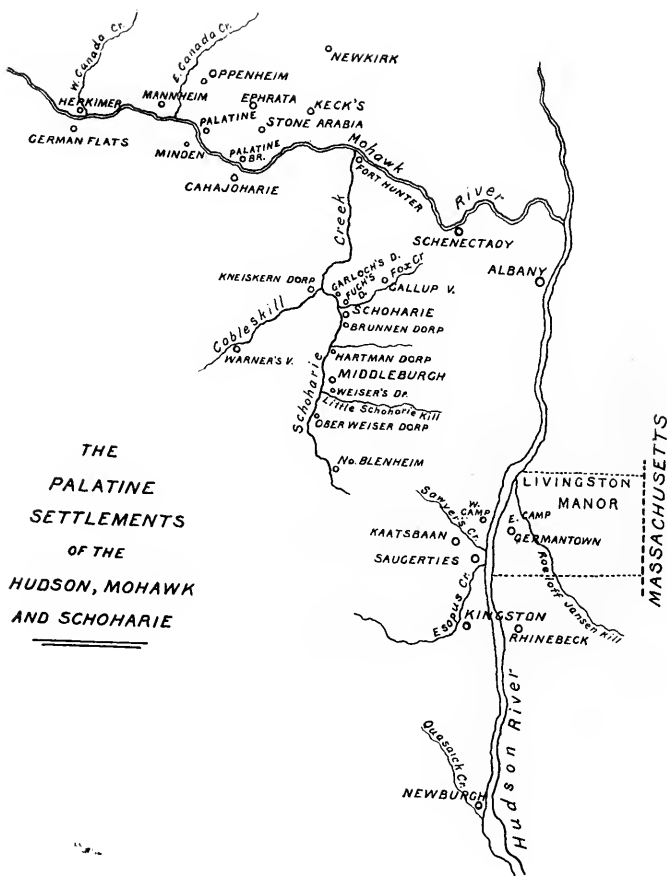 W. Canada Cr.
E. Canada Cr.
NEWKIRK
OPPENHEIM
HERKIMER
MANNHEIM
EPHRATA
KECK'S
PALATINE
STONE ARABIA
GERMAN FLATS
MINDEN
PALATINE
BR.
CAHAJOHARIE
Mohawk
River
FORT HUNTER
SCHENECTADY
ALBANY
Creek
KNEISKERN DORP
GARLOCH'S D.
FUCH'S
D.
Fox Cr
GALLUP V.
SCHOHARIE
BRUNNEN DORP
Cobleskill
WARNER'S V.
HARTMAN DORP
MIDDLEBURGH
WEISER'S DP.
Little Schoharie Kill
Schoharie
OBER WEISER DORP
No. BLENHEIM
THE
PALATINE
SETTLEMENTS
OF THE
HUDSON, MOHAWK
AND SCHOHARIE
LIVINGSTON
MANOR
MASSACHUSETTS
Sawyer's Cr.
W.
CAMP
E. CAMP
GERMANTOWN
KAATSBAAN
SAUGERTIES
Roeiloff Jansen Kill
Esopus Cr.
KINGSTON
RHINEBECK
Quasaick Cr.
NEWBURGH
Hudson River